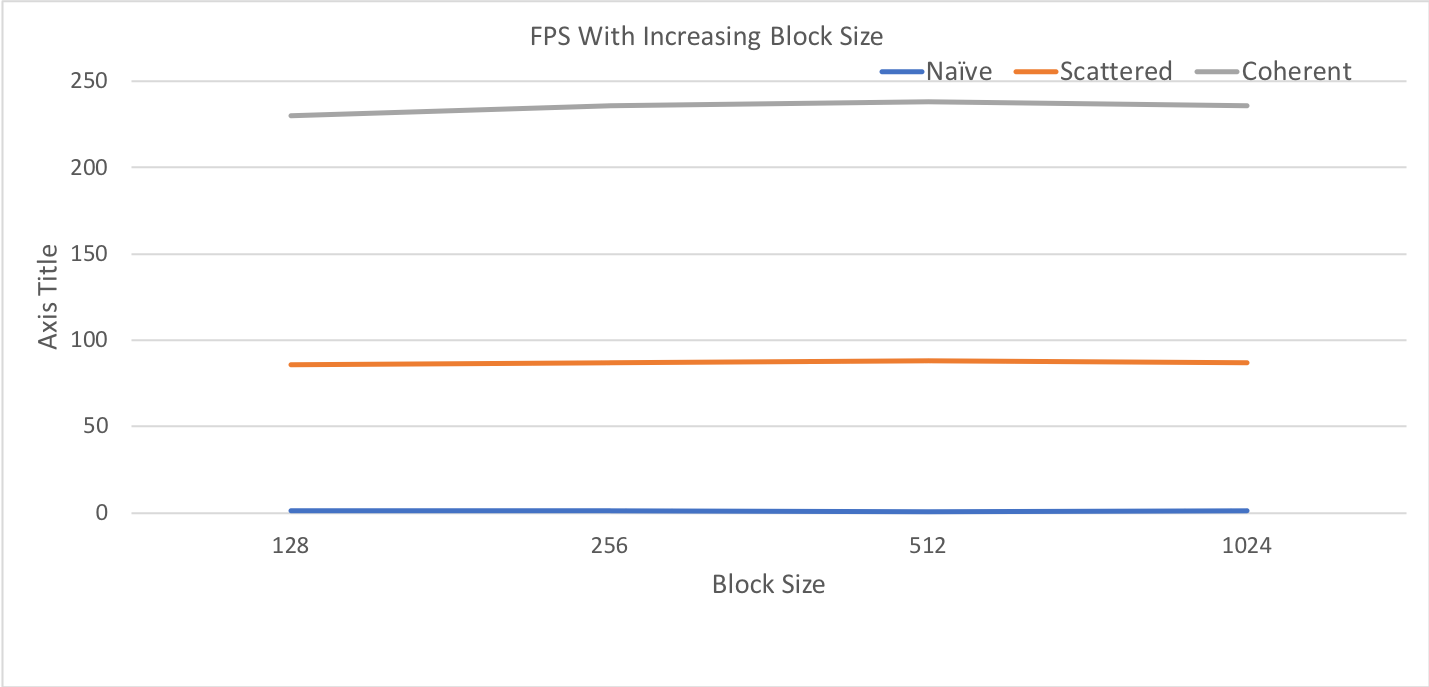 FPS With Increasing Block Size
Naïve Scattered Coherent
250
200
150
100
50
0
Axis Title
128 256 512 1024
Block Size